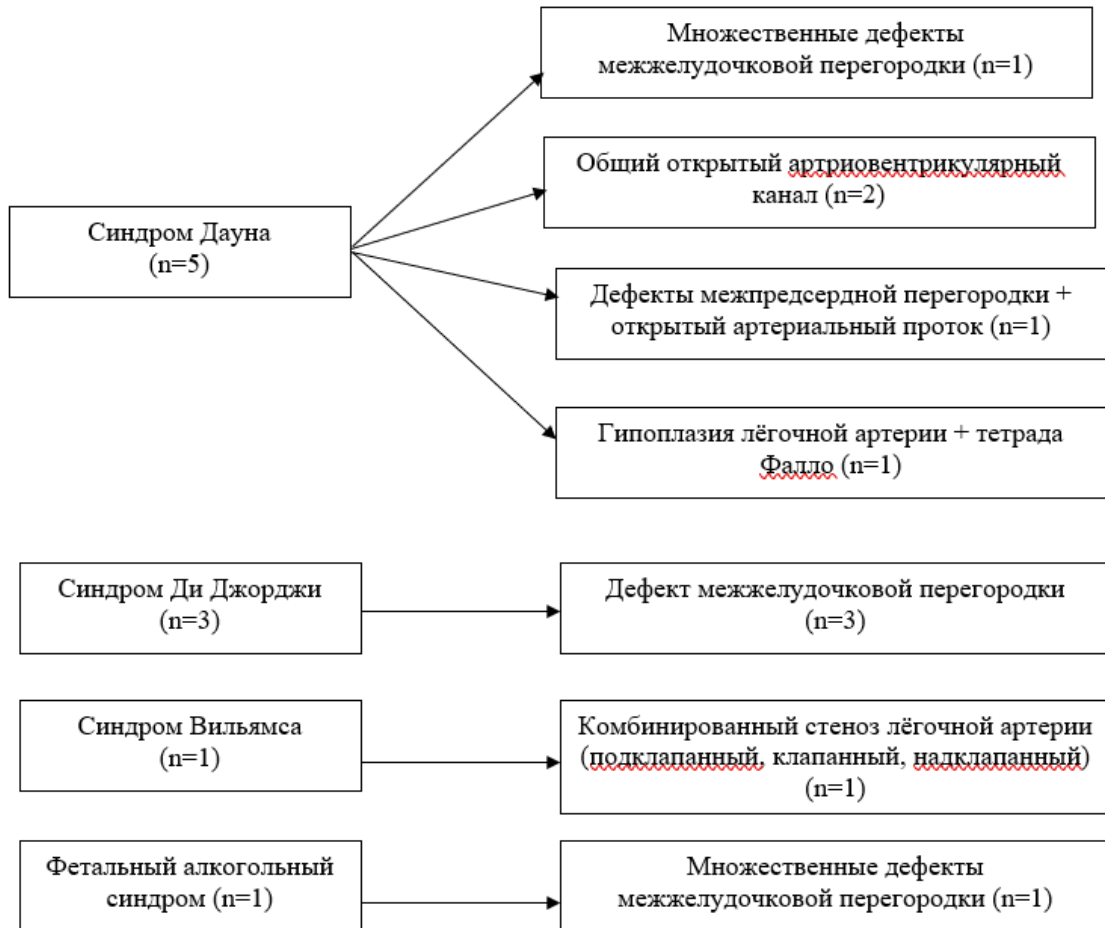 Множественные дефекты
межжелудочковой перегородки (n=1)
Общий открытый артриовентрикулярный
канал (n=2)
Синдром Дауна
(n=5)
Дефекты межпредсердной перегородки +
открытый артериальный проток (n=1)
Гипоплазия лёгочной артерии + тетрада
Фалло (n=1)
Синдром Ди Джорджи
(n=3)
Дефект межжелудочковой перегородки
(n=3)
Синдром Вильямса
(n=1)
Комбинированный стеноз лёгочной артерии
(подклапанный, клапанный, надклапанный)
(n=1)
Фетальный алкогольный
синдром (n=1)
Множественные дефекты
межжелудочковой перегородки (n=1)